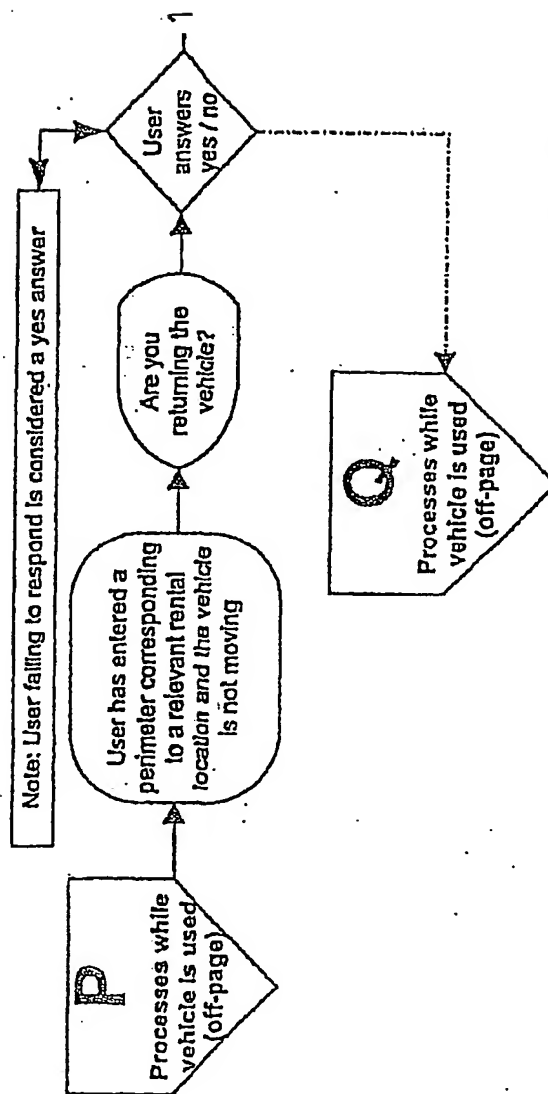 Note: User failing to respond is considered a yes answer
P
Processes while
vehicle is used
(off-page)
User has entered a
perimeter corresponding
to a relevant rental
location and the vehicle
is not moving
Are you
returning the
vehicle?
User
answers
yes / no
1
Q
Processes while
vehicle is used
(off-page)